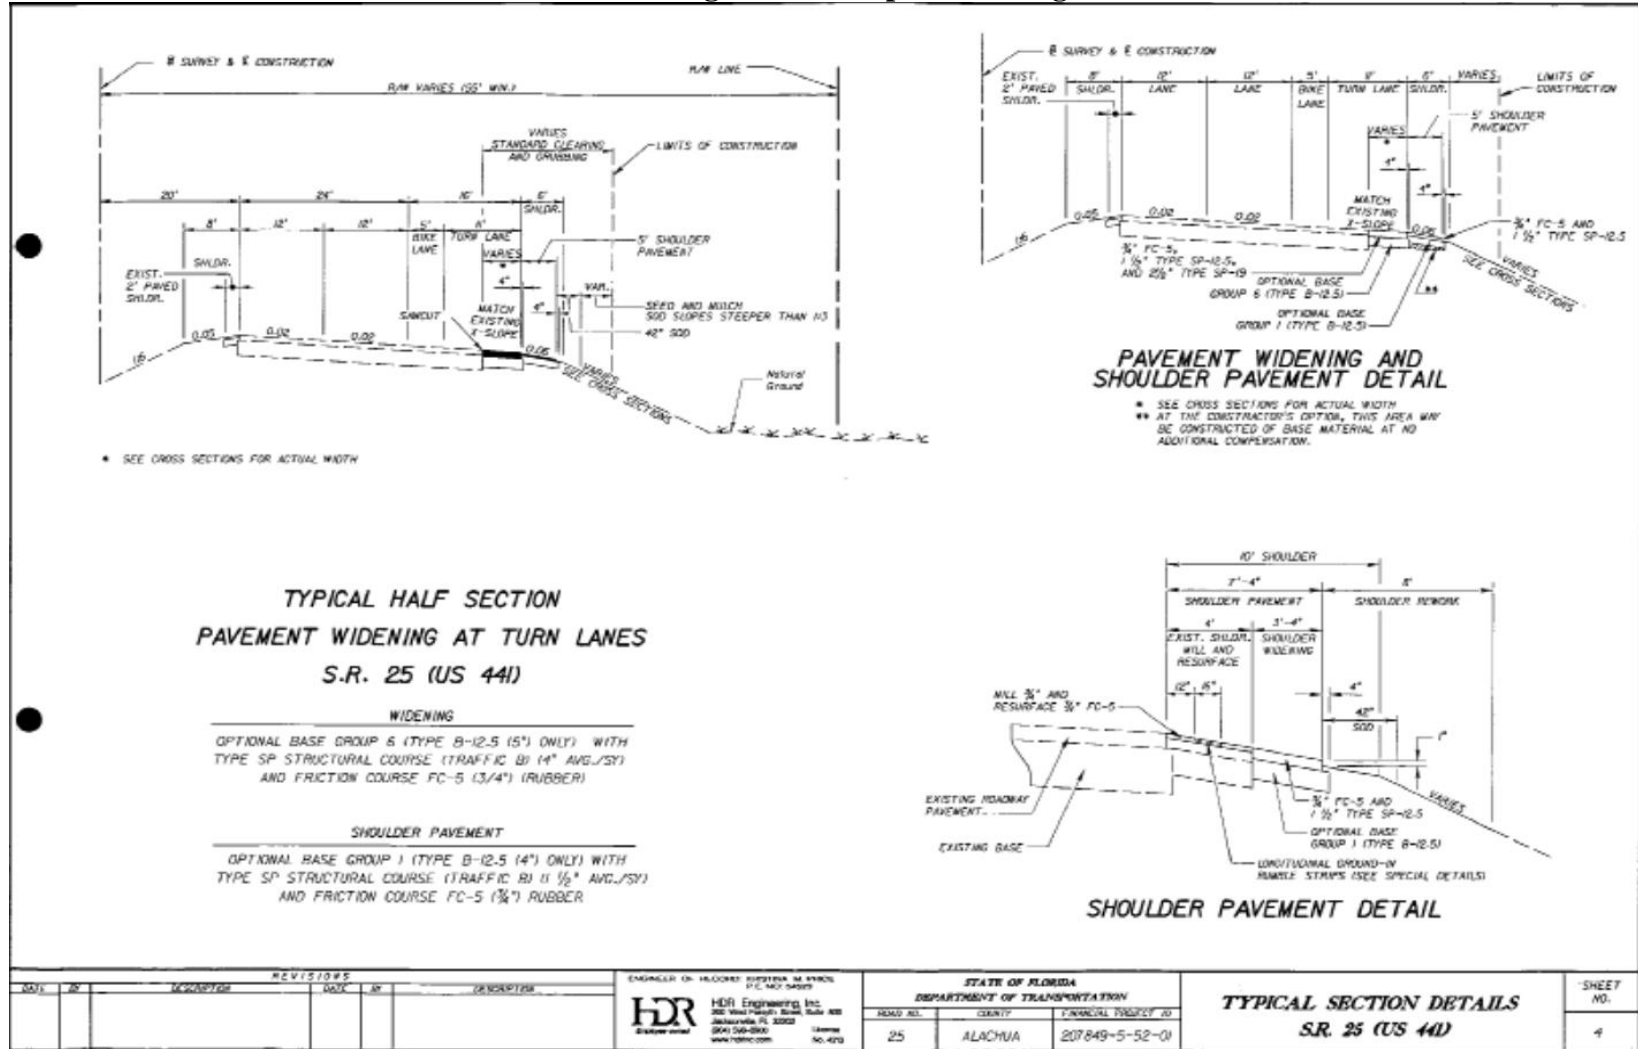 ℄ SURVEY & ℄ CONSTRUCTION
R/W LINE
R/W VARIES (55' MIN.)
VARIES
STANDARD CLEARING
AND GRUBBING
LIMITS OF CONSTRUCTION
20'
24'
16'
6'
SHLDR.
8'
12'
12'
5'
BIKE
LANE
11'
TURN LANE
5' SHOULDER
PAVEMENT
VARIES
*
SHLDR.
EXIST.
2' PAVED
SHLDR.
4"
4"
VAR.
SEED AND MULCH
SOD SLOPES STEEPER THAN 1:3
42" SOD
SAWCUT
MATCH
EXISTING
X-SLOPE
0.05
0.02
0.02
0.06
1:6
VARIES
SEE CROSS SECTIONS
Natural
Ground
* SEE CROSS SECTIONS FOR ACTUAL WIDTH
TYPICAL HALF SECTION
PAVEMENT WIDENING AT TURN LANES
S.R. 25 (US 441)
WIDENING
OPTIONAL BASE GROUP 6 (TYPE B-12.5 (5") ONLY) WITH
TYPE SP STRUCTURAL COURSE (TRAFFIC B) (4" AVG./SY)
AND FRICTION COURSE FC-5 (3/4") (RUBBER)
SHOULDER PAVEMENT
OPTIONAL BASE GROUP 1 (TYPE B-12.5 (4") ONLY) WITH
TYPE SP STRUCTURAL COURSE (TRAFFIC B) (1 ½" AVG./SY)
AND FRICTION COURSE FC-5 (¾") RUBBER
℄ SURVEY & ℄ CONSTRUCTION
EXIST.
2' PAVED
SHLDR.
8'
SHLDR.
12'
LANE
12'
LANE
5'
BIKE
LANE
11'
TURN LANE
6'
SHLDR.
VARIES
LIMITS OF
CONSTRUCTION
5' SHOULDER
PAVEMENT
VARIES
*
4"
4"
MATCH
EXISTING
X-SLOPE
0.05
0.02
0.02
0.06
1:6
¾" FC-5,
1 ½" TYPE SP-12.5,
AND 2½" TYPE SP-19
¾" FC-5 AND
1 ½" TYPE SP-12.5
OPTIONAL BASE
GROUP 6 (TYPE B-12.5)
**
VARIES
SEE CROSS SECTIONS
OPTIONAL BASE
GROUP 1 (TYPE B-12.5)
PAVEMENT WIDENING AND
SHOULDER PAVEMENT DETAIL
* SEE CROSS SECTIONS FOR ACTUAL WIDTH
** AT THE CONSTRACTOR'S OPTION, THIS AREA MAY
BE CONSTRUCTED OF BASE MATERIAL AT NO
ADDITIONAL COMPENSATION.
10' SHOULDER
7'-4"
SHOULDER PAVEMENT
8'
SHOULDER REWORK
4'
EXIST. SHLDR.
MILL AND
RESURFACE
3'-4"
SHOULDER
WIDENING
12"
16"
MILL ¾" AND
RESURFACE ¾" FC-5
4"
42"
SOD
1"
VARIES
EXISTING ROADWAY
PAVEMENT
EXISTING BASE
¾" FC-5 AND
1 ½" TYPE SP-12.5
OPTIONAL BASE
GROUP 1 (TYPE B-12.5)
LONGITUDINAL GROUND-IN
RUMBLE STRIPS (SEE SPECIAL DETAILS)
SHOULDER PAVEMENT DETAIL
REVISIONS
DATE BY DESCRIPTION DATE BY DESCRIPTION
ENGINEER OF RECORD: KRISTINA M.
HDR
HDR Engineering, Inc.
Jacksonville, FL 32202
License
www.hdrinc.com
STATE OF FLORIDA
DEPARTMENT OF TRANSPORTATION
ROAD NO. COUNTY FINANCIAL PROJECT ID
25 ALACHUA 207849-5-52-01
TYPICAL SECTION DETAILS
S.R. 25 (US 441)
SHEET
NO.
4